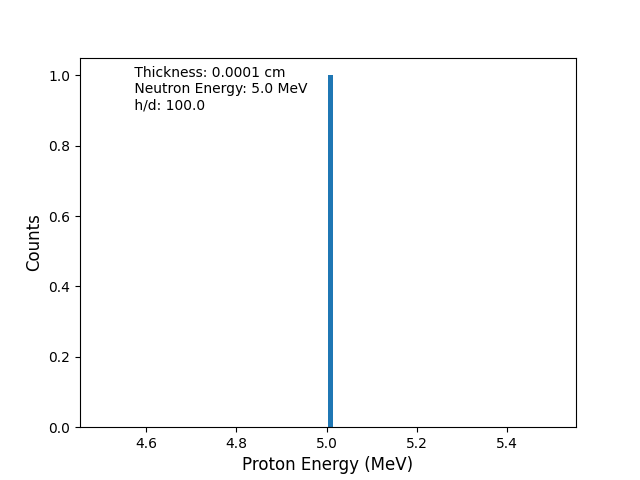 Thickness: 0.0001 cm
Neutron Energy: 5.0 MeV
h/d: 100.0
1.0
0.8
0.6
0.4
0.2
0.0
Counts
4.6 4.8 5.0 5.2 5.4
Proton Energy (MeV)